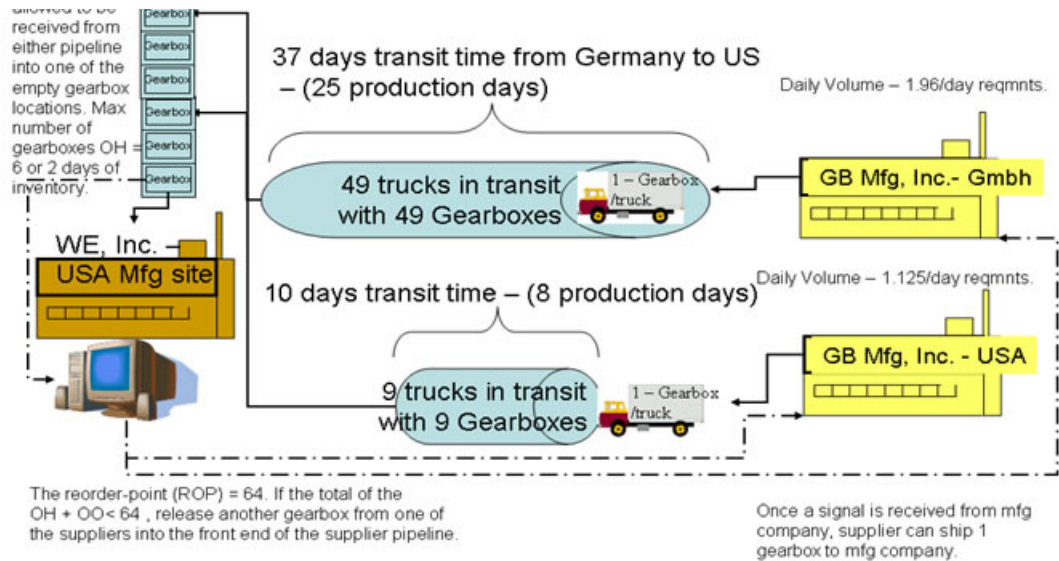 allowed to be
received from
either pipeline
into one of the
empty gearbox
locations. Max
number of
gearboxes OH =
6 or 2 days of
inventory.
Gearbox
Gearbox
Gearbox
Gearbox
Gearbox
Gearbox
37 days transit time from Germany to US
– (25 production days)
Daily Volume – 1.96/day reqmnts.
49 trucks in transit
with 49 Gearboxes
1 – Gearbox
/truck
GB Mfg, Inc.- Gmbh
WE, Inc. –
USA Mfg site
10 days transit time – (8 production days)
Daily Volume – 1.125/day reqmnts.
9 trucks in transit
with 9 Gearboxes
1 – Gearbox
/truck
GB Mfg, Inc. - USA
The reorder-point (ROP) = 64. If the total of the
OH + OO< 64 , release another gearbox from one of
the suppliers into the front end of the supplier pipeline.
Once a signal is received from mfg
company, supplier can ship 1
gearbox to mfg company.